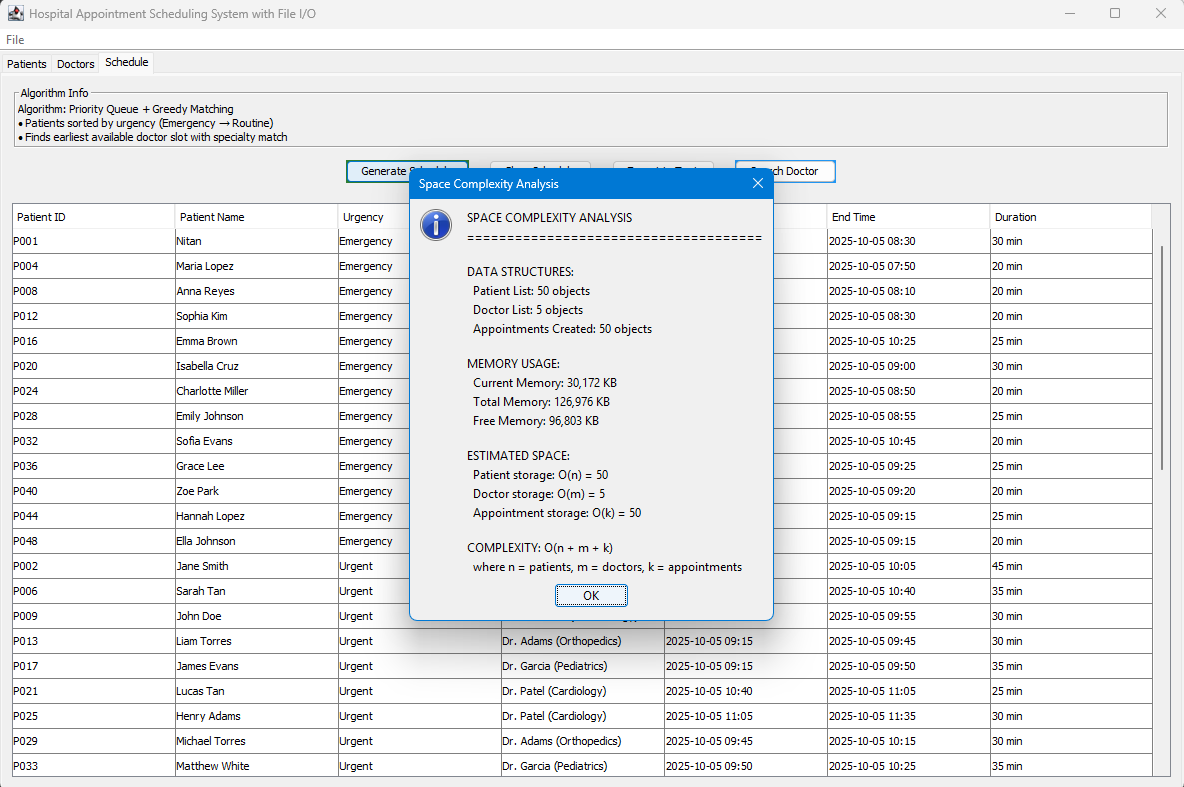 Hospital Appointment Scheduling System with File I/O
File
Patients Doctors Schedule
Algorithm Info
Algorithm: Priority Queue + Greedy Matching
• Patients sorted by urgency (Emergency → Routine)
• Finds earliest available doctor slot with specialty match
Generate
Doctor
Space Complexity Analysis
SPACE COMPLEXITY ANALYSIS
=====================================
DATA STRUCTURES:
Patient List: 50 objects
Doctor List: 5 objects
Appointments Created: 50 objects
MEMORY USAGE:
Current Memory: 30,172 KB
Total Memory: 126,976 KB
Free Memory: 96,803 KB
ESTIMATED SPACE:
Patient storage: O(n) = 50
Doctor storage: O(m) = 5
Appointment storage: O(k) = 50
COMPLEXITY: O(n + m + k)
where n = patients, m = doctors, k = appointments
OK
Patient ID Patient Name Urgency End Time Duration
P001 Nitan Emergency 2025-10-05 08:30 30 min
P004 Maria Lopez Emergency 2025-10-05 07:50 20 min
P008 Anna Reyes Emergency 2025-10-05 08:10 20 min
P012 Sophia Kim Emergency 2025-10-05 08:30 20 min
P016 Emma Brown Emergency 2025-10-05 10:25 25 min
P020 Isabella Cruz Emergency 2025-10-05 09:00 30 min
P024 Charlotte Miller Emergency 2025-10-05 08:50 20 min
P028 Emily Johnson Emergency 2025-10-05 08:55 25 min
P032 Sofia Evans Emergency 2025-10-05 10:45 20 min
P036 Grace Lee Emergency 2025-10-05 09:25 25 min
P040 Zoe Park Emergency 2025-10-05 09:20 20 min
P044 Hannah Lopez Emergency 2025-10-05 09:15 25 min
P048 Ella Johnson Emergency 2025-10-05 09:15 20 min
P002 Jane Smith Urgent 2025-10-05 10:05 45 min
P006 Sarah Tan Urgent 2025-10-05 10:40 35 min
P009 John Doe Urgent 2025-10-05 09:55 30 min
P013 Liam Torres Urgent Dr. Adams (Orthopedics) 2025-10-05 09:15 2025-10-05 09:45 30 min
P017 James Evans Urgent Dr. Garcia (Pediatrics) 2025-10-05 09:15 2025-10-05 09:50 35 min
P021 Lucas Tan Urgent Dr. Patel (Cardiology) 2025-10-05 10:40 2025-10-05 11:05 25 min
P025 Henry Adams Urgent Dr. Patel (Cardiology) 2025-10-05 11:05 2025-10-05 11:35 30 min
P029 Michael Torres Urgent Dr. Adams (Orthopedics) 2025-10-05 09:45 2025-10-05 10:15 30 min
P033 Matthew White Urgent Dr. Garcia (Pediatrics) 2025-10-05 09:50 2025-10-05 10:25 35 min